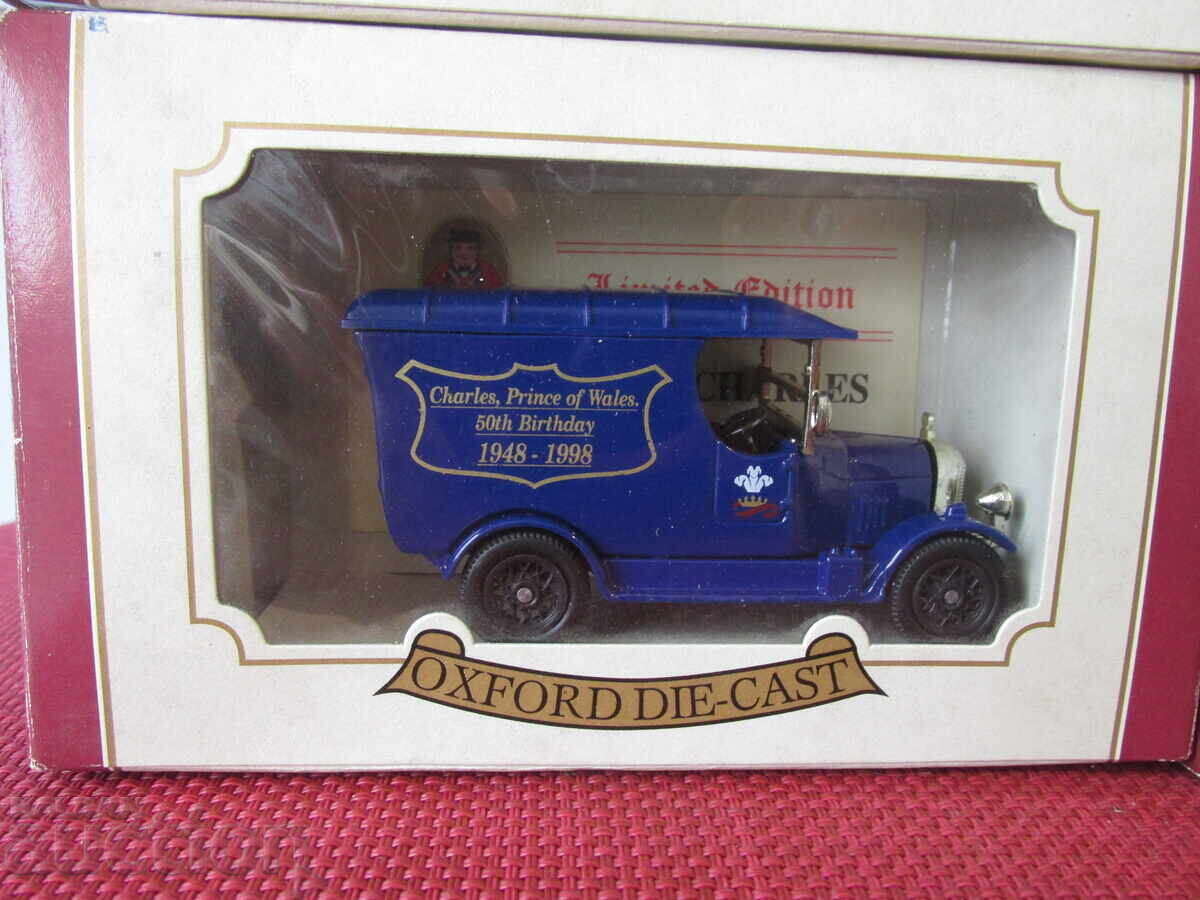 Limited Edition
CHARLES
Charles, Prince of Wales.
50th Birthday
1948 - 1998
OXFORD DIE-CAST